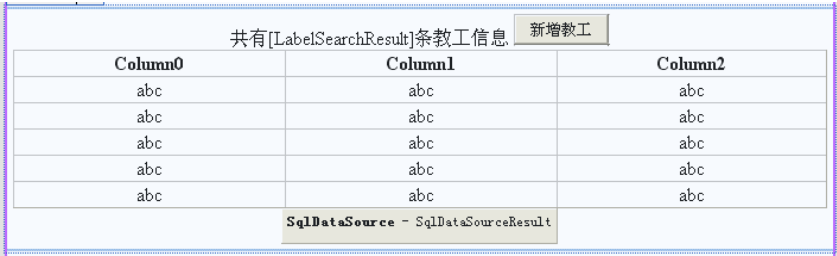 共有[LabelSearchResult]条教工信息 新增教工
Column0 Column1 Column2
abc abc abc
abc abc abc
abc abc abc
abc abc abc
abc abc abc
SqlDataSource - SqlDataSourceResult